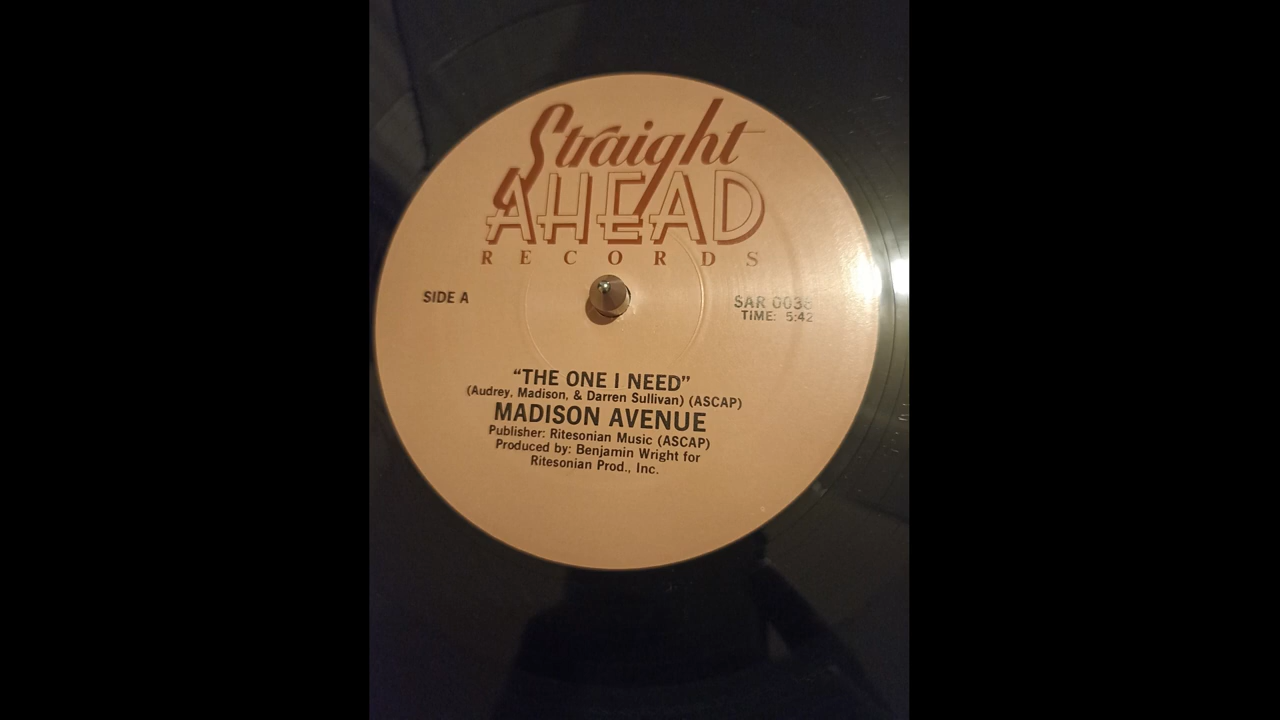 Straight
AHEAD
RECORDS
SIDE A
SAR
TIME: 5:42
"THE ONE I NEED"
(Audrey, Madison, & Darren Sullivan) (ASCAP)
MADISON AVENUE
Publisher: Ritesonian Music (ASCAP)
Produced by: Benjamin Wright for
Ritesonian Prod., Inc.